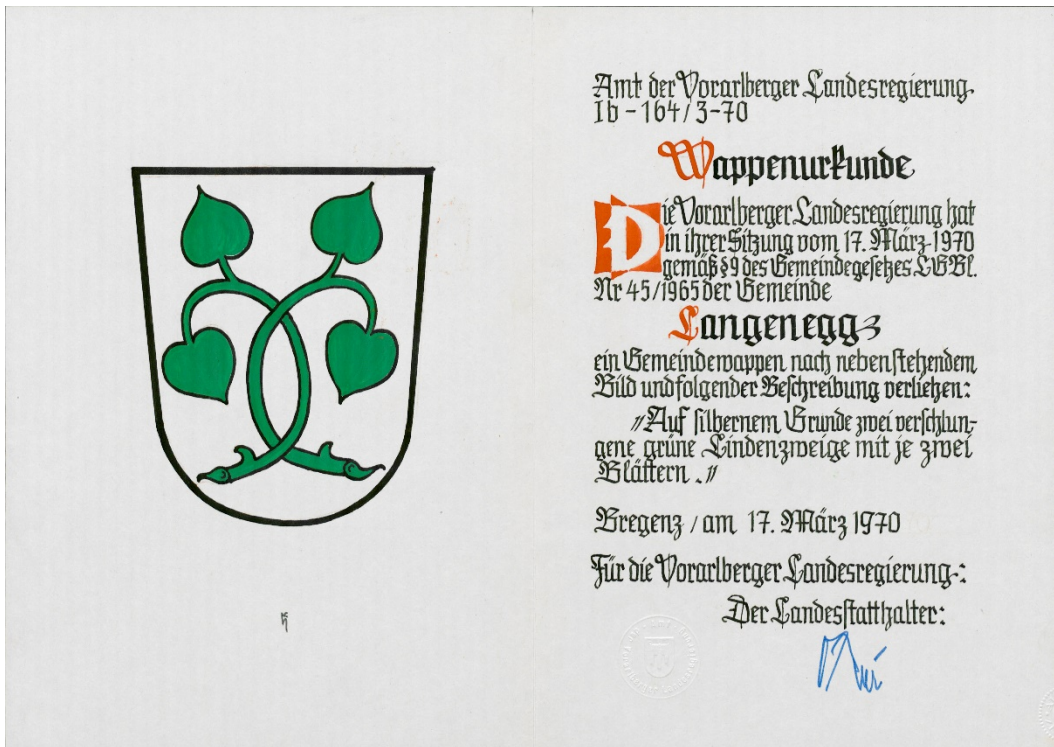 Amt der Vorarlberger Landesregierung
Ib - 164/3-70
Wappenurkunde
Die Vorarlberger Landesregierung hat
in ihrer Sitzung vom 17. März 1970
gemäß § 9 des Gemeindegesetzes LGBl.
Nr 45/1965 der Gemeinde
Langenegg
ein Gemeindewappen nach nebenstehendem
Bild und folgender Beschreibung verliehen:
"Auf silbernem Grunde zwei verschlun-
gene grüne Lindenzweige mit je zwei
Blättern."
Bregenz, am 17. März 1970
Für die Vorarlberger Landesregierung:
Der Landesstatthalter: